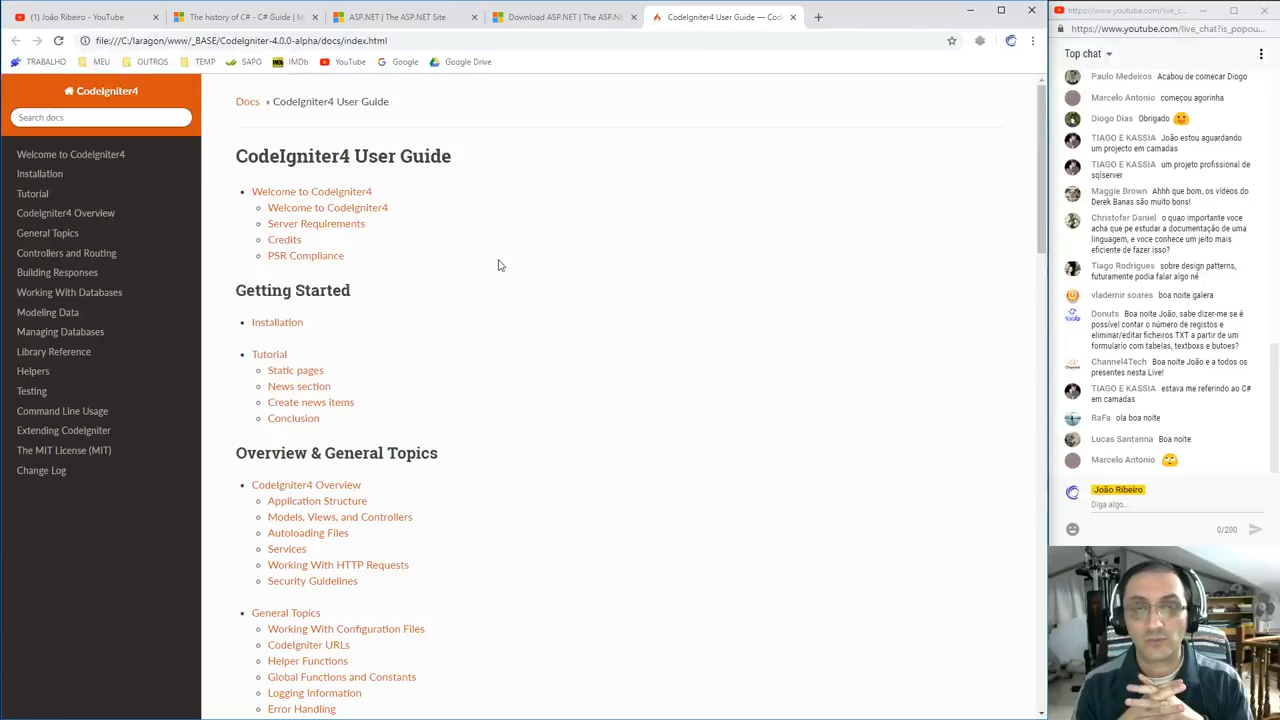 (1) João Ribeiro - YouTube
The history of C# - C# Guide | M
ASP.NET | The ASP.NET Site
Download ASP.NET | The ASP.N
CodeIgniter4 User Guide — Cod
file:///C:/laragon/www/_BASE/CodeIgniter-4.0.0-alpha/docs/index.html
TRABALHO
MEU
OUTROS
TEMP
SAPO
IMDb
YouTube
Google
Google Drive
CodeIgniter4
Search docs
Welcome to CodeIgniter4
Installation
Tutorial
CodeIgniter4 Overview
General Topics
Controllers and Routing
Building Responses
Working With Databases
Modeling Data
Managing Databases
Library Reference
Helpers
Testing
Command Line Usage
Extending CodeIgniter
The MIT License (MIT)
Change Log
Docs » CodeIgniter4 User Guide
CodeIgniter4 User Guide
Welcome to CodeIgniter4
Welcome to CodeIgniter4
Server Requirements
Credits
PSR Compliance
Getting Started
Installation
Tutorial
Static pages
News section
Create news items
Conclusion
Overview & General Topics
CodeIgniter4 Overview
Application Structure
Models, Views, and Controllers
Autoloading Files
Services
Working With HTTP Requests
Security Guidelines
General Topics
Working With Configuration Files
CodeIgniter URLs
Helper Functions
Global Functions and Constants
Logging Information
Error Handling
https://www.youtube.com/live_c...
https://www.youtube.com/live_chat?is_popou...
Top chat
Paulo Medeiros Acabou de comecar Diogo
Marcelo Antonio começou agorinha
Diogo Dias Obrigado
TIAGO E KASSIA João estou aguardando
um projecto em camadas
TIAGO E KASSIA um projeto profissional de
sqlserver
Maggie Brown Ahhh que bom, os vídeos do
Derek Banas são muito bons!
Christofer Daniel o quao importante voce
acha que pe estudar a documentação de uma
linguagem, e voce conhece um jeito mais
eficiente de fazer isso?
Tiago Rodrigues sobre design patterns,
futuramente podia falar algo né
vlademir soares boa noite galera
Donuts Boa noite João, sabe dizer-me se é
possivel contar o número de registos e
eliminar/editar ficheiros TXT a partir de um
formulario com tabelas, textboxs e butoes?
Channel4Tech Boa noite João e a todos os
presentes nesta Live!
TIAGO E KASSIA estava me referindo ao C#
em camadas
RaFa ola boa noite
Lucas Santanna Boa noite
Marcelo Antonio
João Ribeiro
Diga algo...
0/200